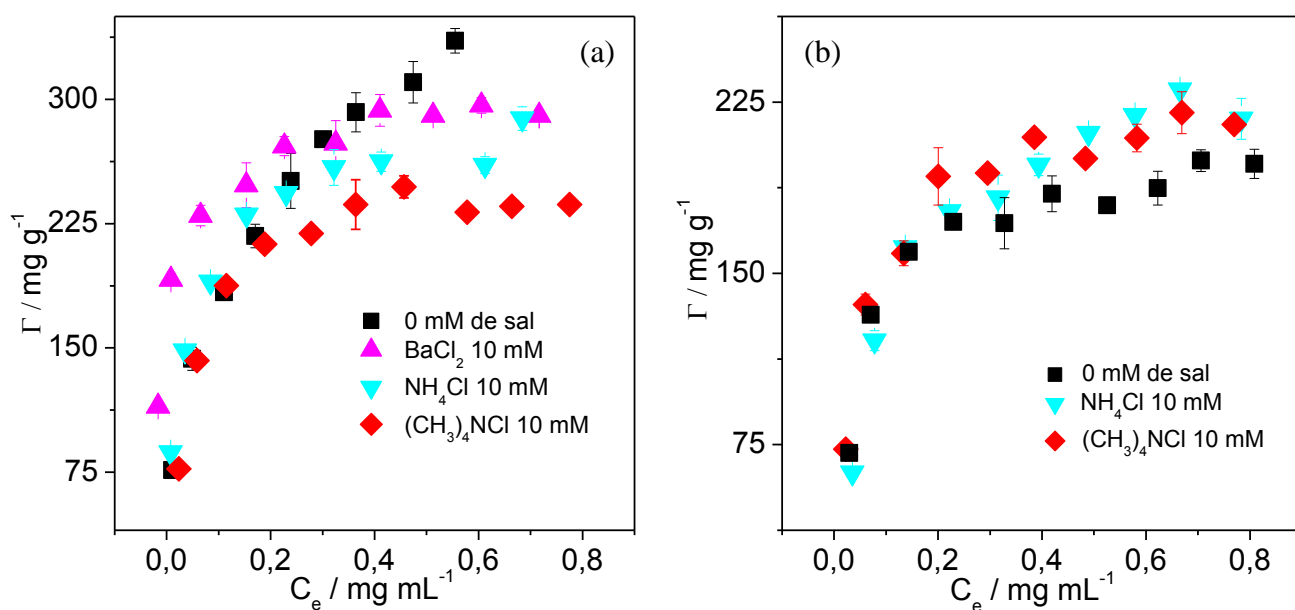 (a)
300
225
150
75
Γ / mg g⁻¹
0 mM de sal
BaCl₂ 10 mM
NH₄Cl 10 mM
(CH₃)₄NCl 10 mM
0,0 0,2 0,4 0,6 0,8
Cₑ / mg mL⁻¹
(b)
225
150
75
Γ / mg g⁻¹
0 mM de sal
NH₄Cl 10 mM
(CH₃)₄NCl 10 mM
0,0 0,2 0,4 0,6 0,8
Cₑ / mg mL⁻¹